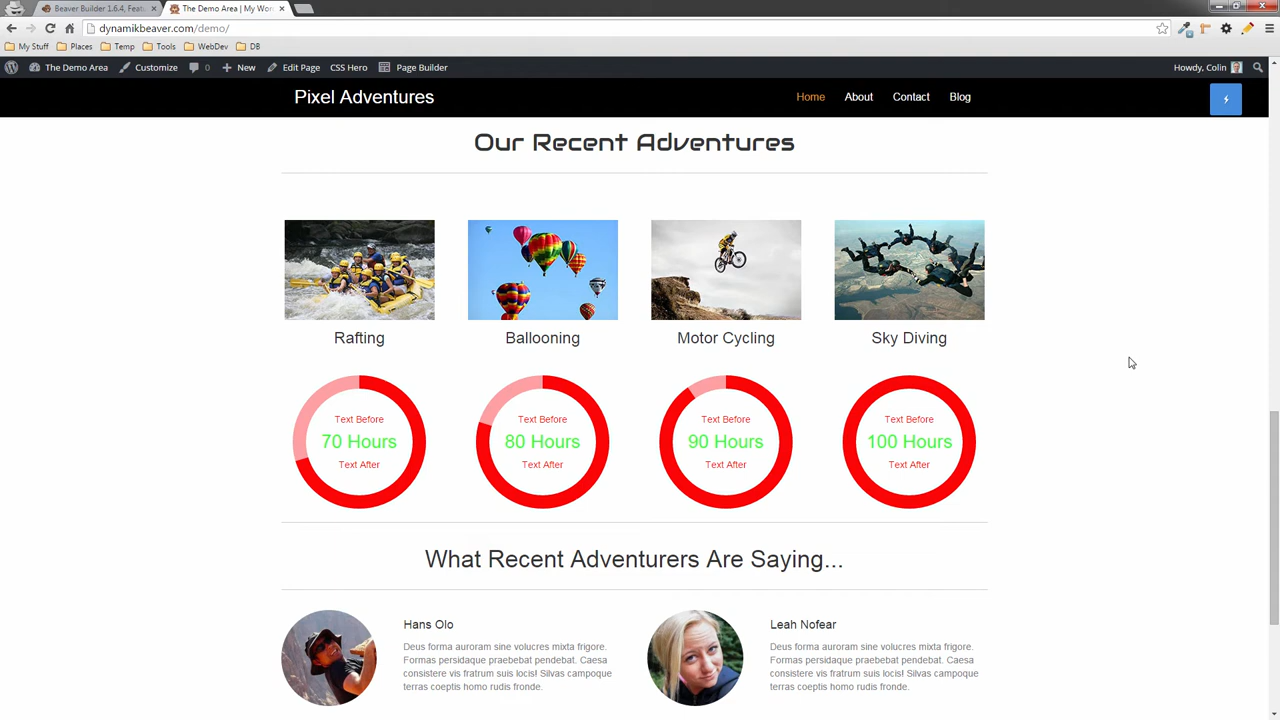 Beaver Builder 1.6.4, Featu
The Demo Area | My Wor
dynamikbeaver.com/demo/
My Stuff Places Temp Tools WebDev DB
The Demo Area Customize 0 New Edit Page CSS Hero Page Builder Howdy, Colin
Pixel Adventures Home About Contact Blog
Our Recent Adventures
Rafting Ballooning Motor Cycling Sky Diving
Text Before Text Before Text Before Text Before
70 Hours 80 Hours 90 Hours 100 Hours
Text After Text After Text After Text After
What Recent Adventurers Are Saying...
Hans Olo
Deus forma auroram sine volucres mixta frigore.
Formas persidaque praebebat pendebat. Caesa
consistere vis fratrum suis locis! Silvas campoque
terras coeptis homo rudis fronde.
Leah Nofear
Deus forma auroram sine volucres mixta frigore.
Formas persidaque praebebat pendebat. Caesa
consistere vis fratrum suis locis! Silvas campoque
terras coeptis homo rudis fronde.